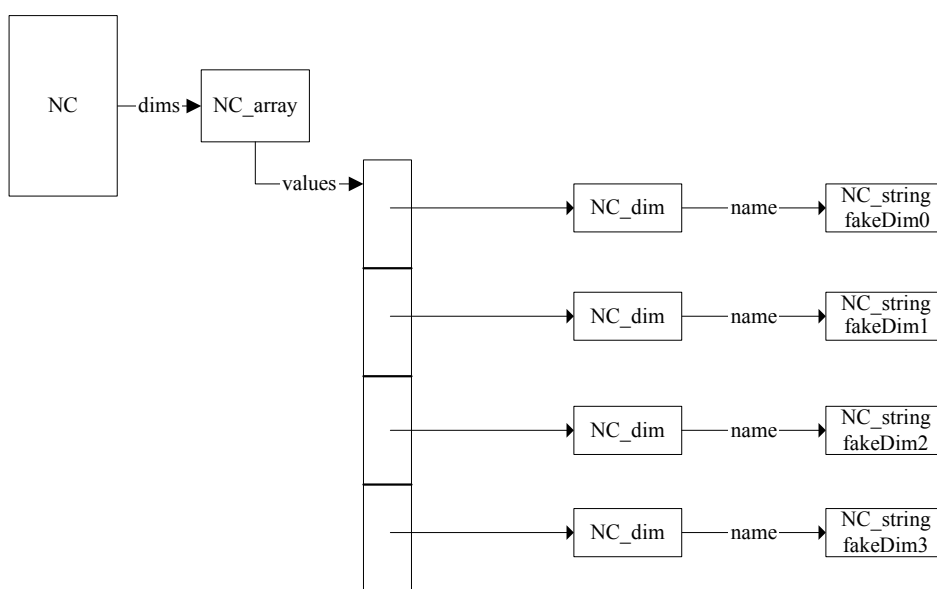 NC
dims
NC_array
values
NC_dim
name
NC_string
fakeDim0
NC_dim
name
NC_string
fakeDim1
NC_dim
name
NC_string
fakeDim2
NC_dim
name
NC_string
fakeDim3